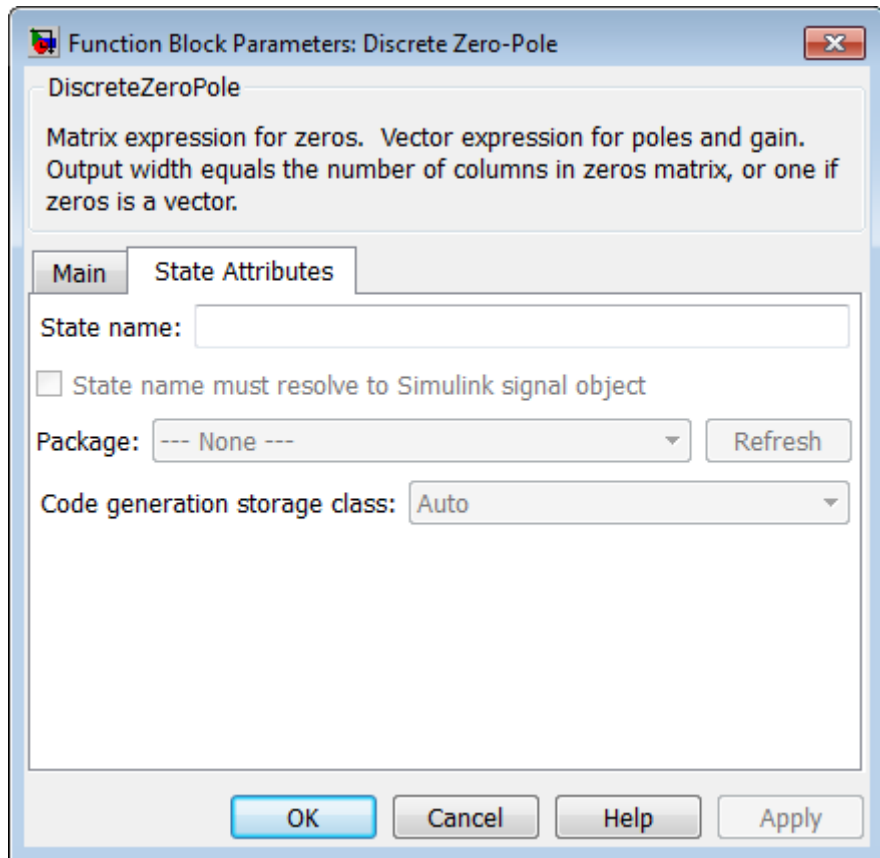 Function Block Parameters: Discrete Zero-Pole
DiscreteZeroPole
Matrix expression for zeros.  Vector expression for poles and gain.
Output width equals the number of columns in zeros matrix, or one if
zeros is a vector.
Main State Attributes
State name:
State name must resolve to Simulink signal object
Package: --- None --- Refresh
Code generation storage class: Auto
OK Cancel Help Apply